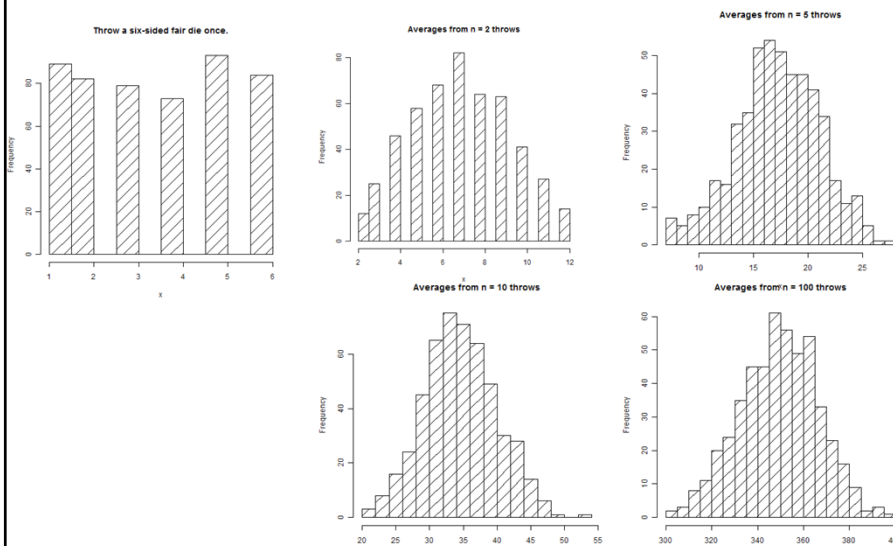 Throw a six-sided fair die once.
Frequency
0 20 40 60 80
1 2 3 4 5 6
x
Averages from n = 2 throws
Frequency
0 20 40 60 80
2 4 6 8 10 12
x
Averages from n = 5 throws
Frequency
0 10 20 30 40 50
10 15 20 25
Averages from n = 10 throws
Frequency
0 20 40 60
20 25 30 35 40 45 50 55
Averages from n = 100 throws
Frequency
0 10 20 30 40 50 60
300 320 340 360 380